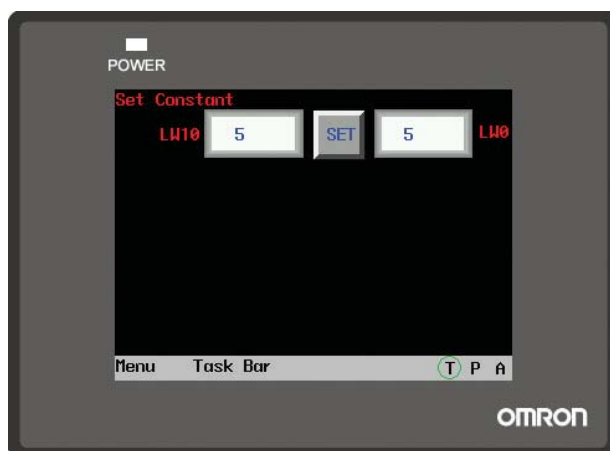 POWER
Set Constant
LW10 5 SET 5 LW0
Menu Task Bar T P A
OMRON